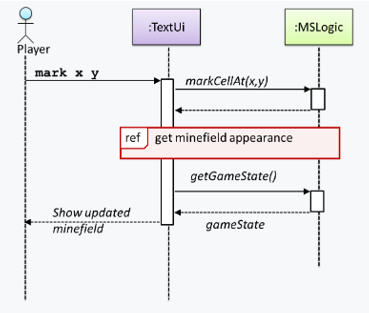 Player
:TextUi
:MSLogic
mark x y
markCellAt(x,y)
ref
get minefield appearance
getGameState()
Show updated
minefield
gameState